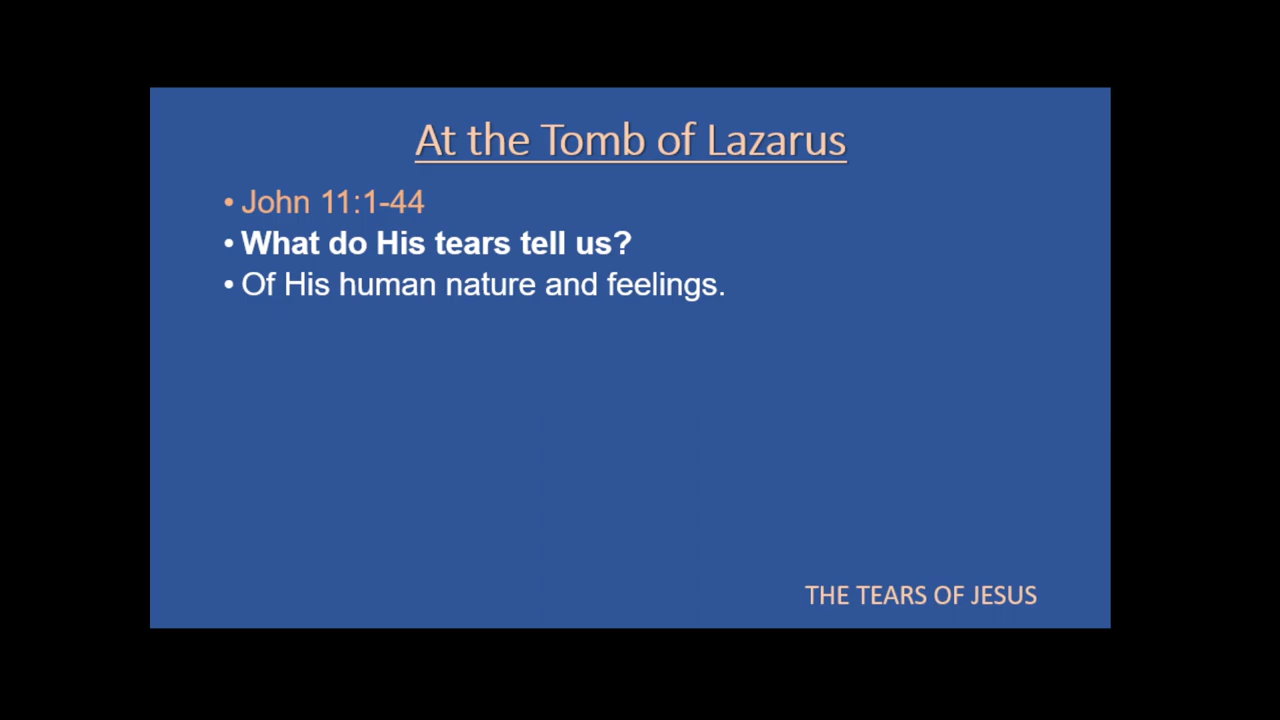 At the Tomb of Lazarus
• John 11:1-44
• What do His tears tell us?
• Of His human nature and feelings.
THE TEARS OF JESUS